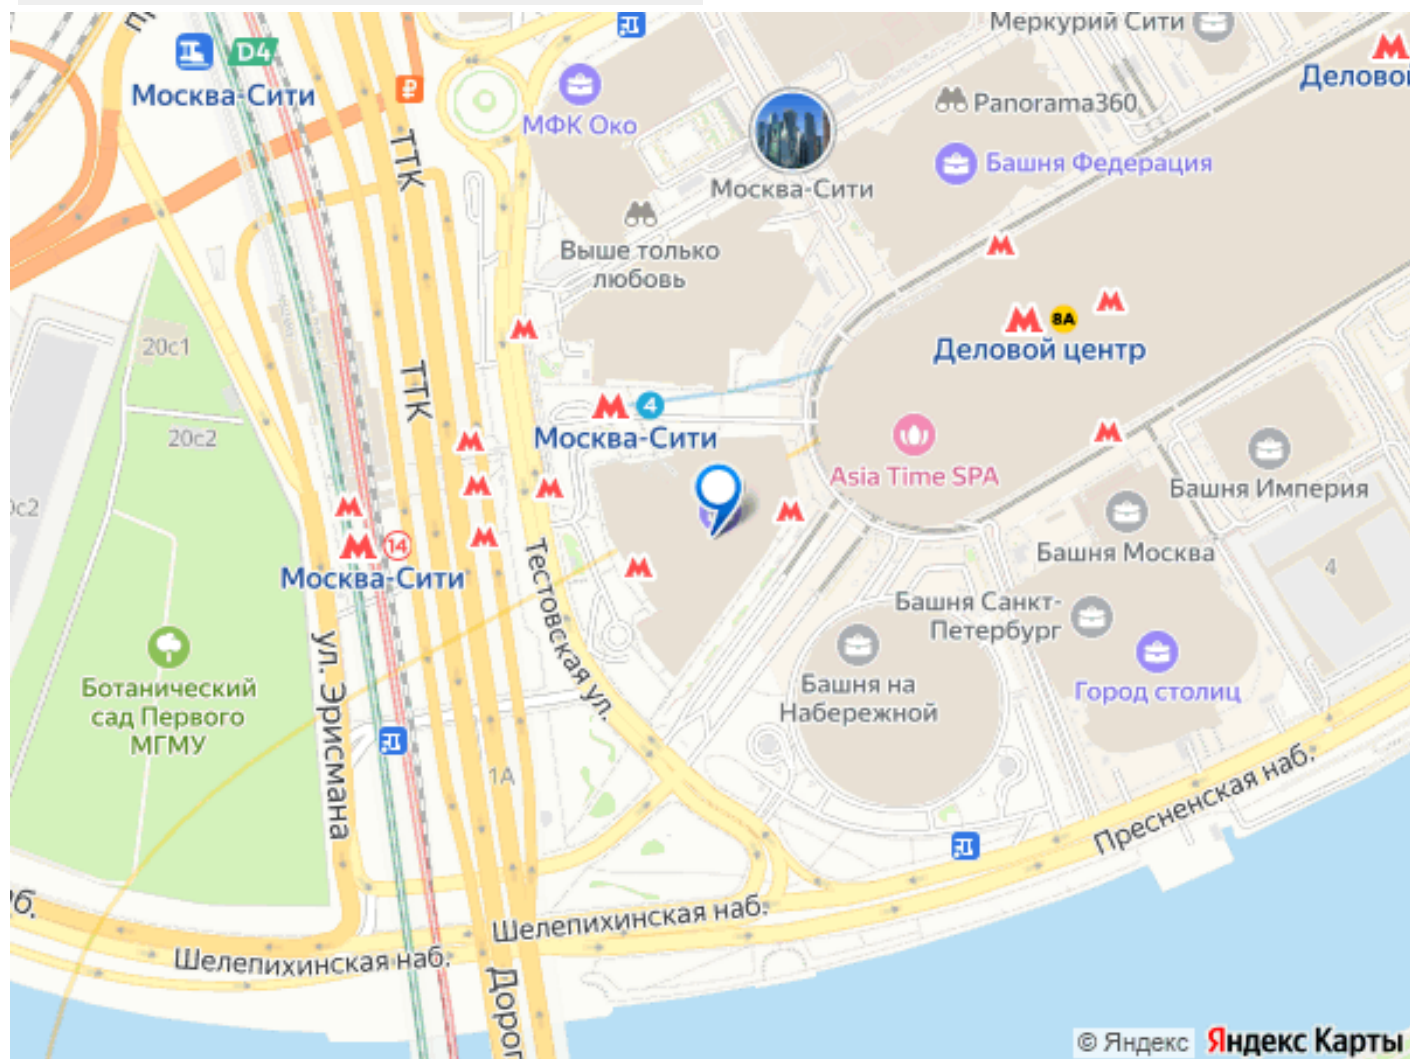 Меркурий Сити
D4
Москва-Сити
Деловой
МФК Око
Panorama360
ТТК
Москва-Сити
Башня Федерация
Выше только
любовь
20с1
8А
Деловой центр
ТТК
4
Москва-Сити
20с2
Asia Time SPA
Башня Империя
14
Москва-Сити
Башня Москва
4
Тестовская ул.
Башня Санкт-
Петербург
ул. Эрисмана
Ботанический
сад Первого
МГМУ
Башня на
Набережной
Город столиц
1А
Пресненская наб.
Шелепихинская наб.
Шелепихинская наб.
© Яндекс
Яндекс Карты